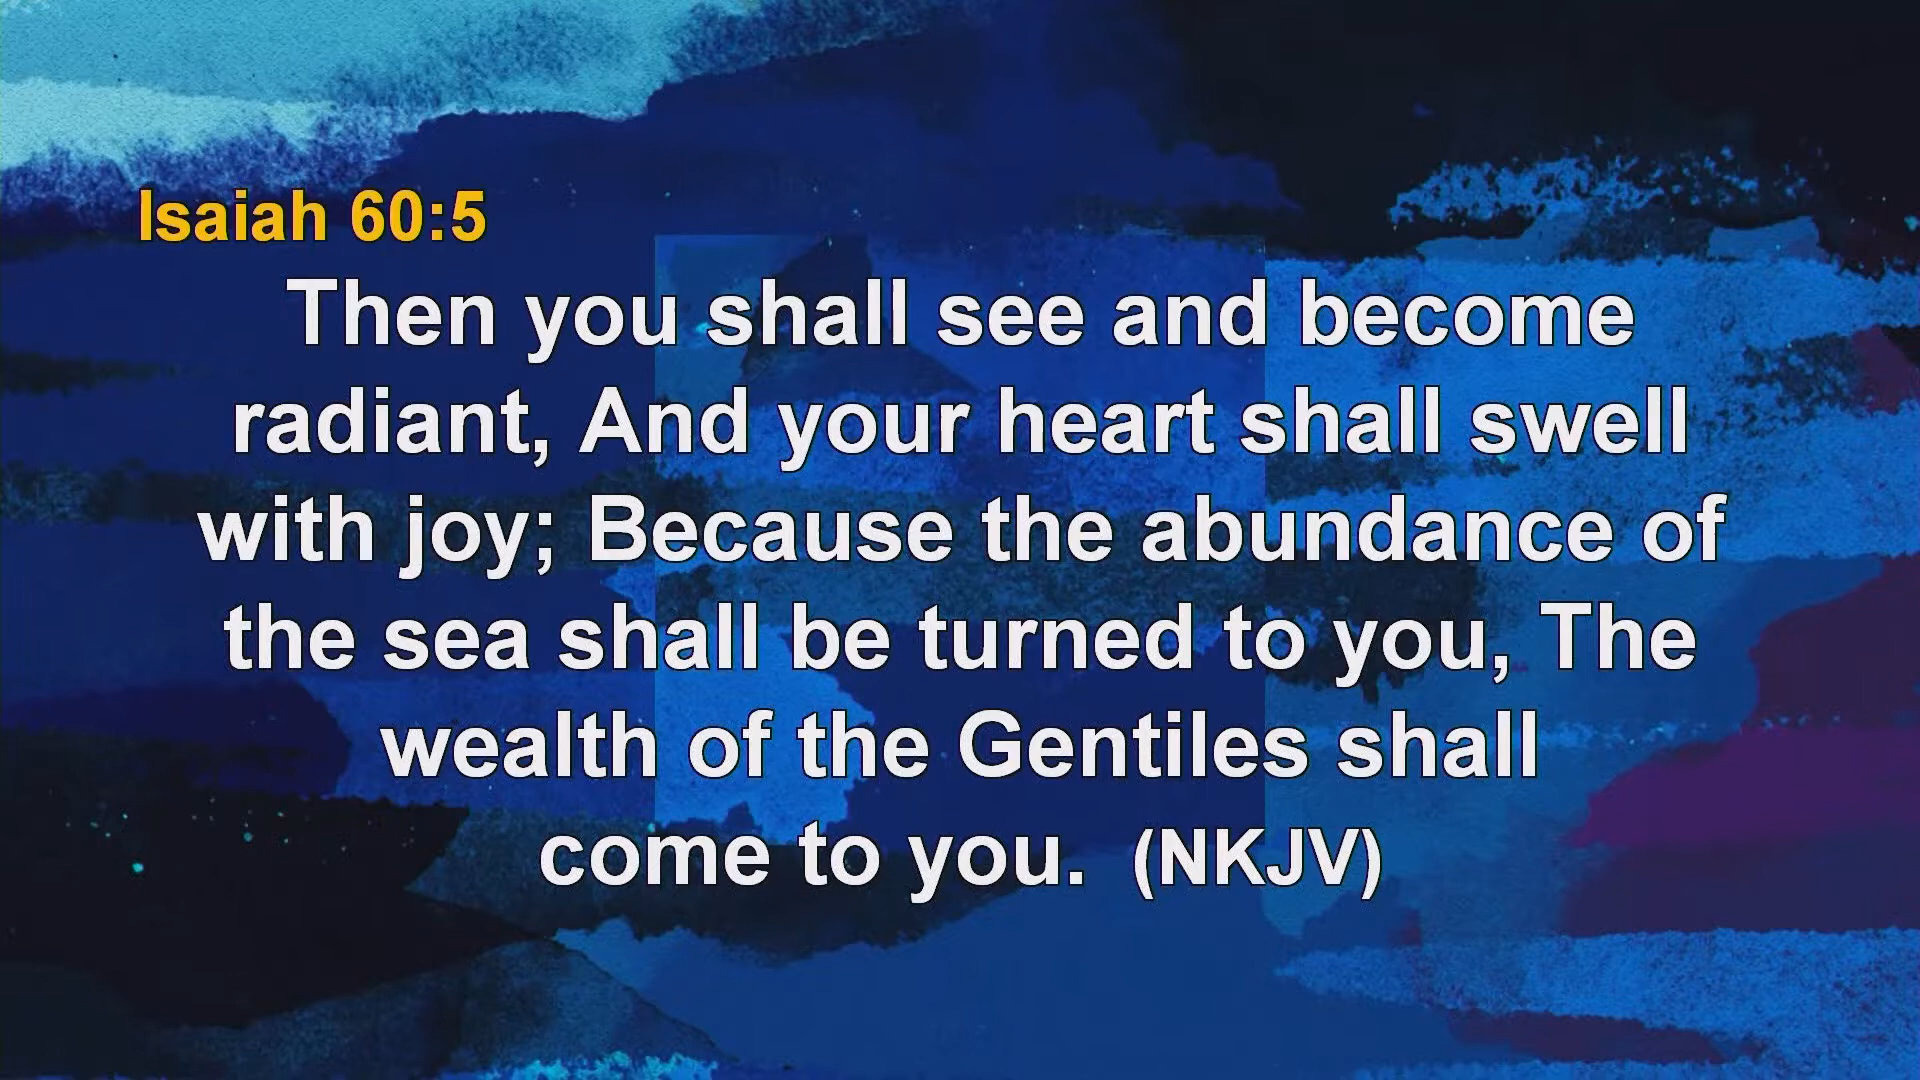 Isaiah 60:5
Then you shall see and become
radiant, And your heart shall swell
with joy; Because the abundance of
the sea shall be turned to you, The
wealth of the Gentiles shall
come to you.  (NKJV)